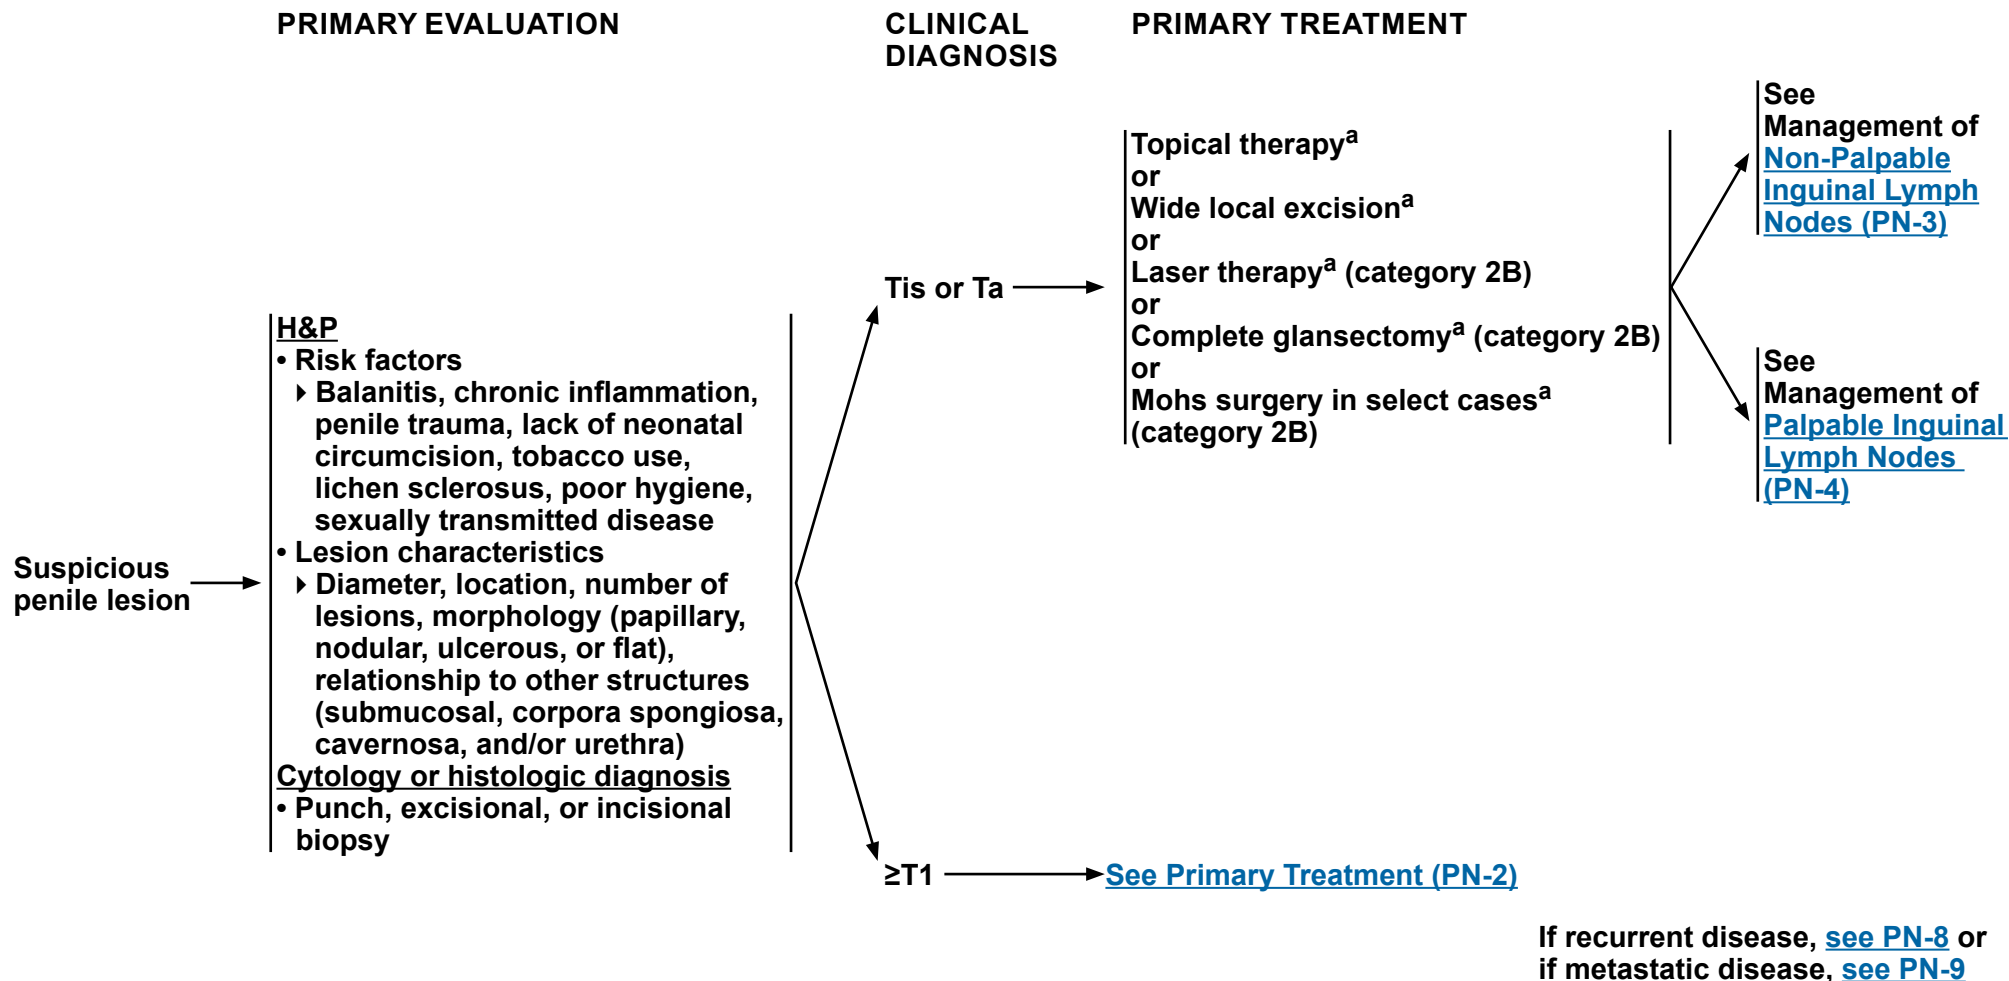 PRIMARY EVALUATION
CLINICAL
DIAGNOSIS
PRIMARY TREATMENT
Suspicious
penile lesion
H&P
• Risk factors
▸ Balanitis, chronic inflammation,
penile trauma, lack of neonatal
circumcision, tobacco use,
lichen sclerosus, poor hygiene,
sexually transmitted disease
• Lesion characteristics
▸ Diameter, location, number of
lesions, morphology (papillary,
nodular, ulcerous, or flat),
relationship to other structures
(submucosal, corpora spongiosa,
cavernosa, and/or urethra)
Cytology or histologic diagnosis
• Punch, excisional, or incisional
biopsy
Tis or Ta
Topical therapyᵃ
or
Wide local excisionᵃ
or
Laser therapyᵃ (category 2B)
or
Complete glansectomyᵃ (category 2B)
or
Mohs surgery in select casesᵃ
(category 2B)
See
Management of
Non-Palpable
Inguinal Lymph
Nodes (PN-3)
See
Management of
Palpable Inguinal
Lymph Nodes
(PN-4)
≥T1
See Primary Treatment (PN-2)
If recurrent disease, see PN-8 or
if metastatic disease, see PN-9